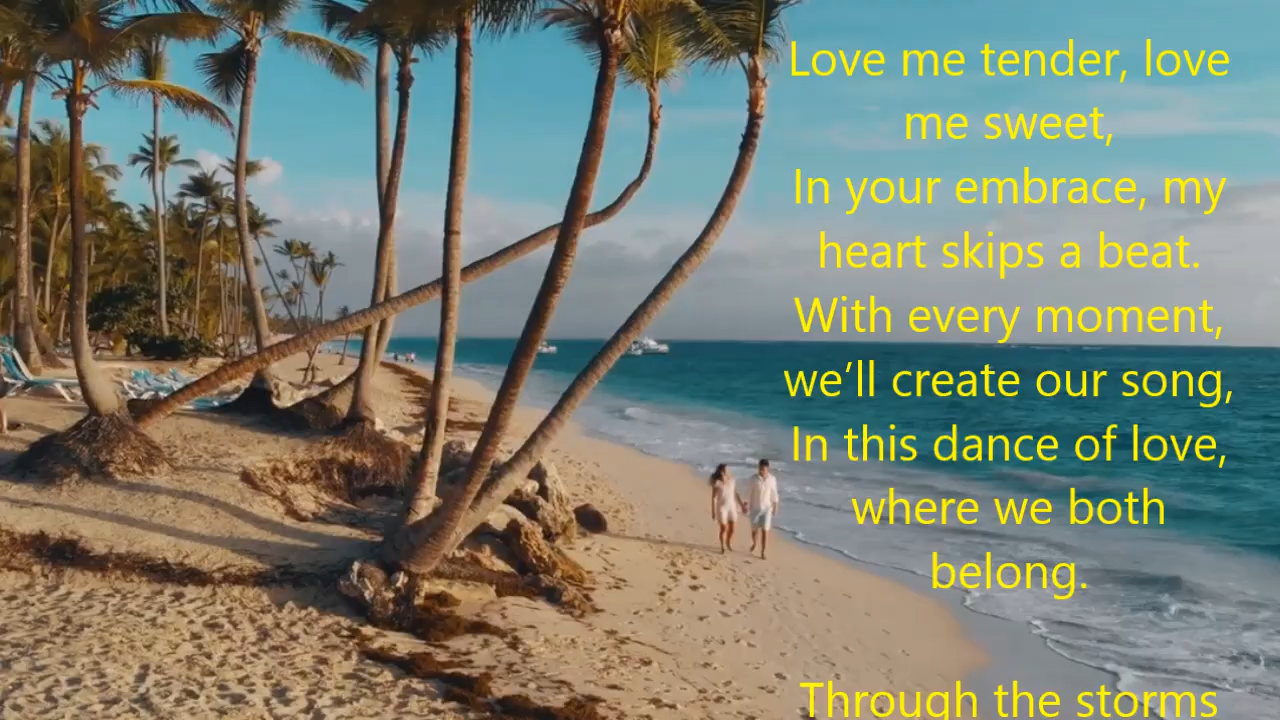 Love me tender, love
me sweet,
In your embrace, my
heart skips a beat.
With every moment,
we’ll create our song,
In this dance of love,
where we both
belong.
Through the storms